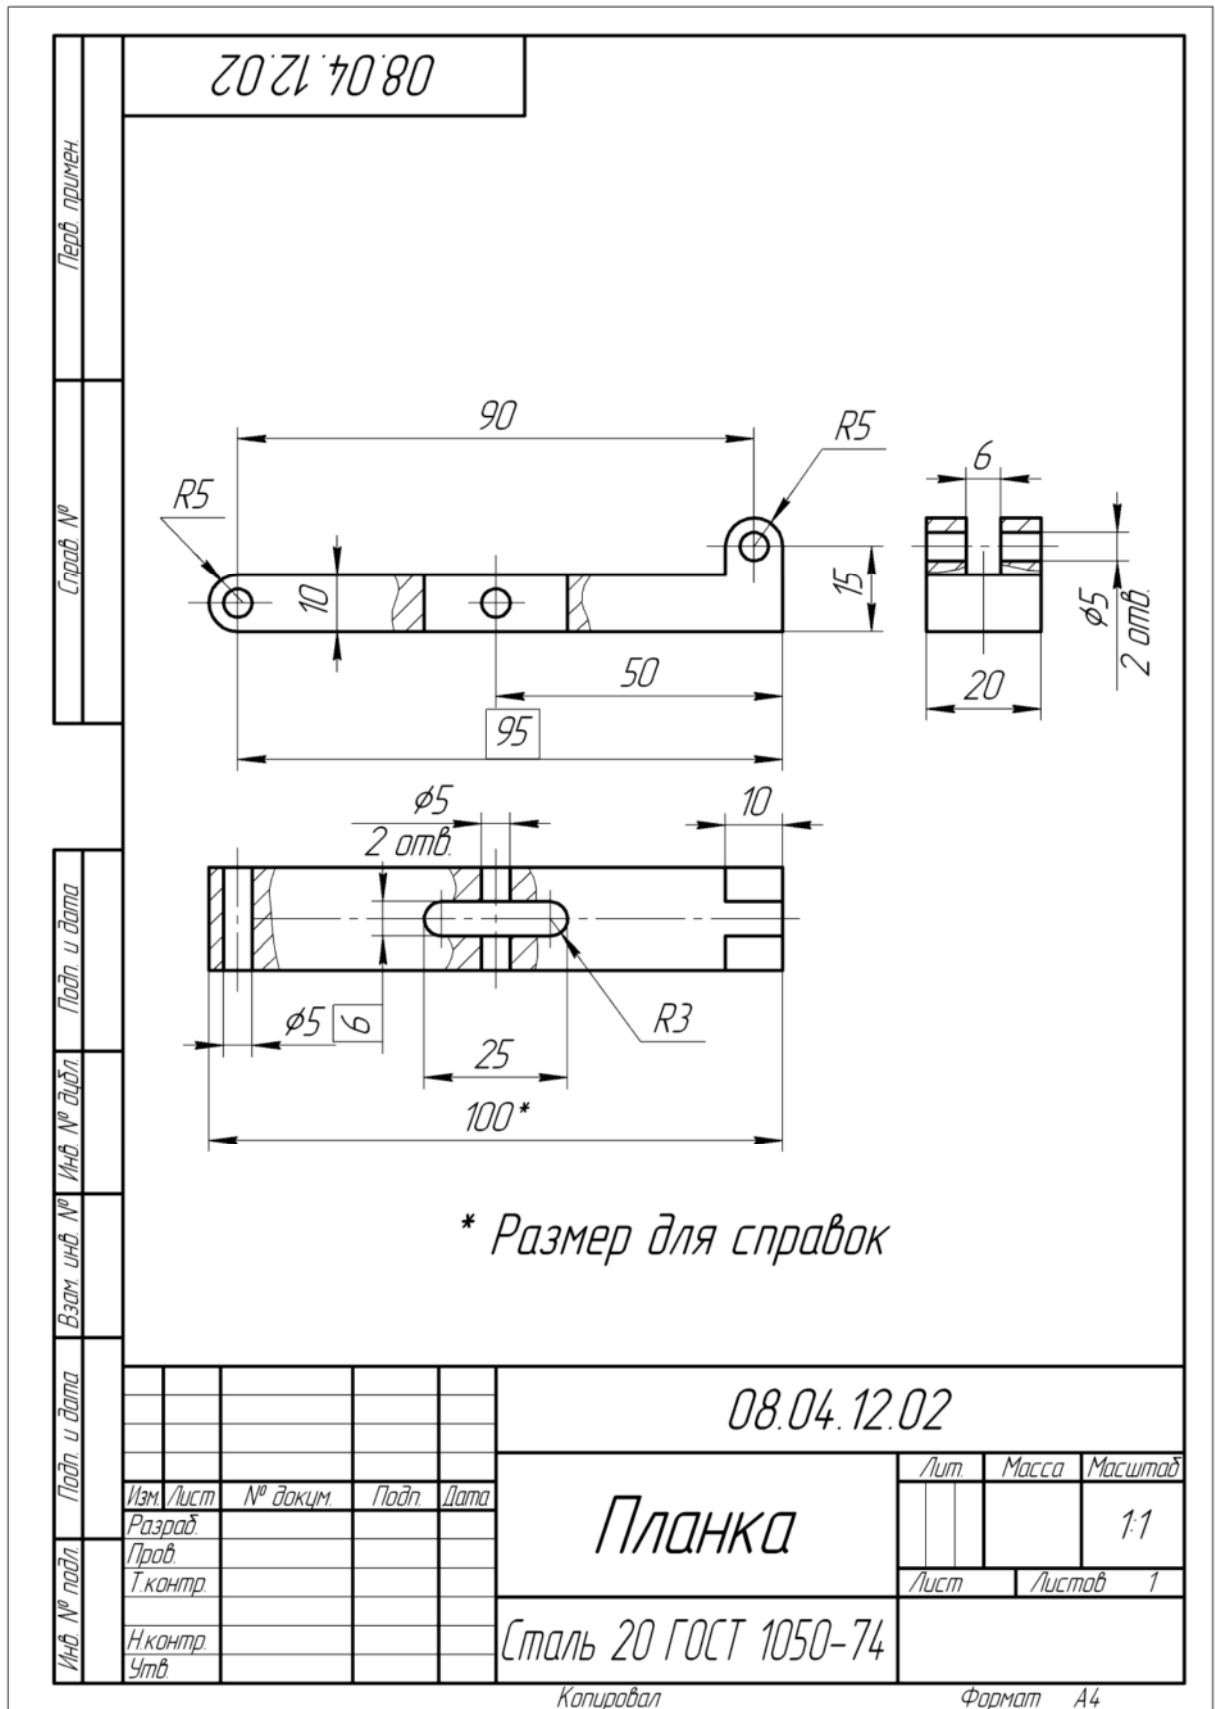 08.04.12.02
Перв. примен.
Справ. №
Подп. и дата
Инв. № дубл.
Взам. инв. №
Подп. и дата
Инв. № подл.
90
R5
R5
6
10
15
ø5
2 отв.
50
20
95
ø5
2 отв.
10
ø5
6
R3
25
100*
* Размер для справок
08.04.12.02
Лит.
Масса
Масштаб
Изм.
Лист
№ докум.
Подп.
Дата
Планка
1:1
Разраб.
Пров.
Т.контр.
Лист
Листов 1
Н.контр.
Утв.
Сталь 20 ГОСТ 1050-74
Копировал
Формат А4